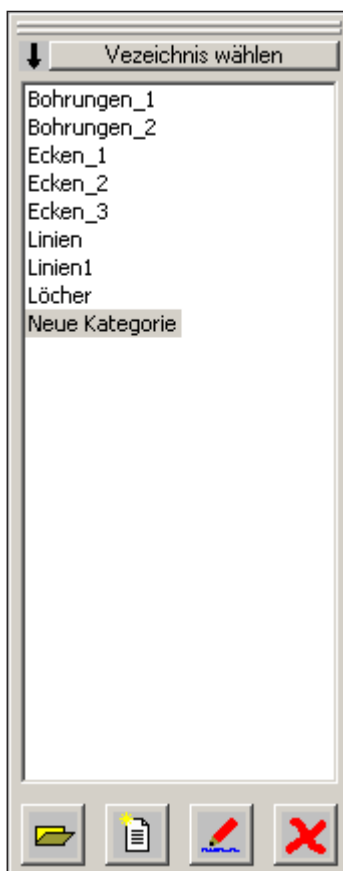 Vezeichnis wählen
Bohrungen_1
Bohrungen_2
Ecken_1
Ecken_2
Ecken_3
Linien
Linien1
Löcher
Neue Kategorie